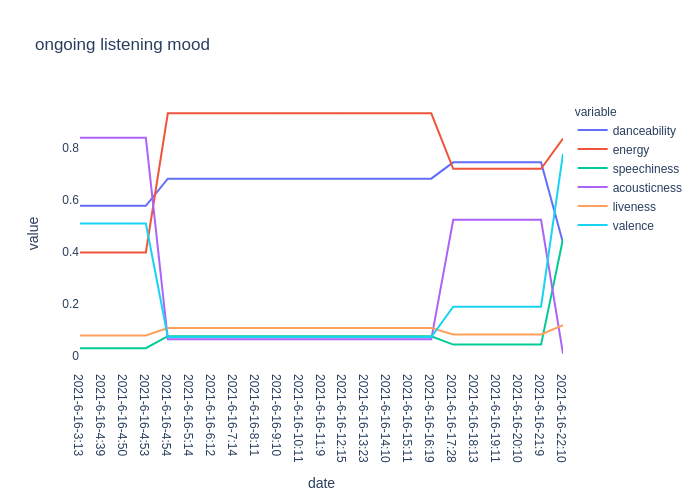 ongoing listening mood
variable
danceability
energy
speechiness
acousticness
liveness
valence
value
0.8
0.6
0.4
0.2
0
2021-6-16-3:13
2021-6-16-4:39
2021-6-16-4:50
2021-6-16-4:53
2021-6-16-4:54
2021-6-16-5:14
2021-6-16-6:12
2021-6-16-7:14
2021-6-16-8:11
2021-6-16-9:10
2021-6-16-10:11
2021-6-16-11:9
2021-6-16-12:15
2021-6-16-13:23
2021-6-16-14:10
2021-6-16-15:11
2021-6-16-16:19
2021-6-16-17:28
2021-6-16-18:13
2021-6-16-19:11
2021-6-16-20:10
2021-6-16-21:9
2021-6-16-22:10
date